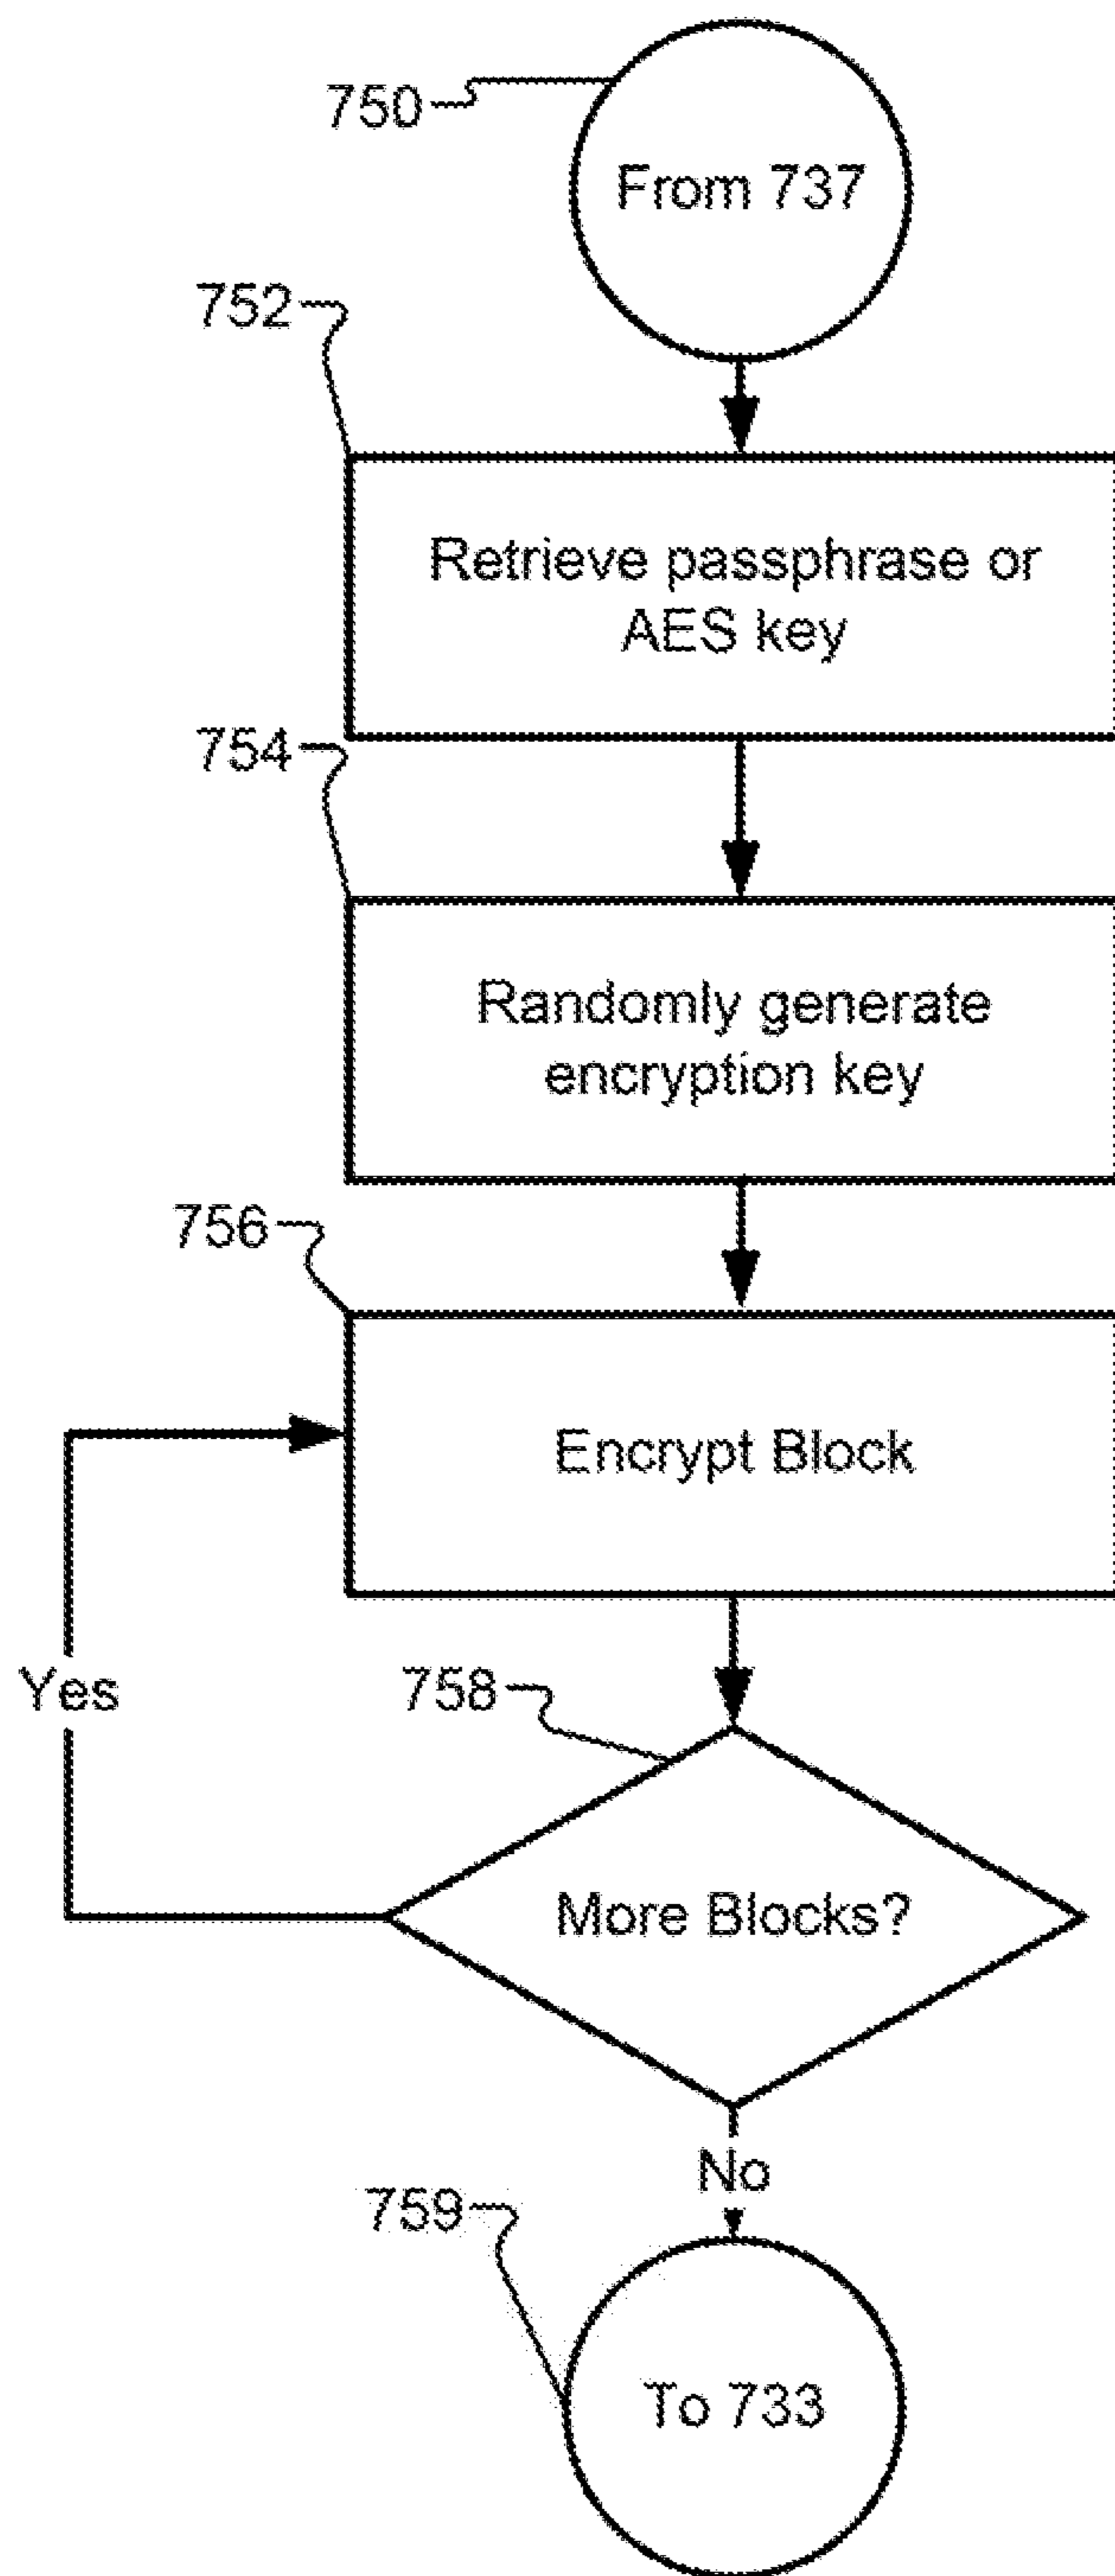 750
From 737
752
Retrieve passphrase or
AES key
754
Randomly generate
encryption key
756
Encrypt Block
Yes
758
More Blocks?
No
759
To 733